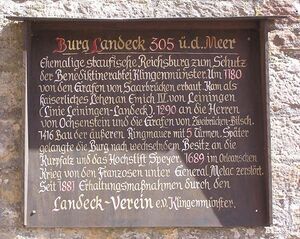 Burg Landeck 305 ü.d. Meer
Ehemalige staufische Reichsburg zum Schutz
der Benediktinerabtei Klingenmünster. Um 1180
von den Grafen von Saarbrücken erbaut. Kam als
kaiserliches Lehen an Emich IV. von Leiningen
(Linie Leiningen-Landeck). 1290 an die Herren
von Ochsenstein und die Grafen von Zweibrücken-Bitsch.
1416 Bau der äußeren Ringmauer mit 5 Türmen. Später
gelangte die Burg nach wechselndem Besitz an die
Kurpfalz und das Hochstift Speyer. 1689 im Orleanschen
Krieg von den Franzosen unter General Melac zerstört.
Seit 1881 Erhaltungsmaßnahmen durch den
Landeck-Verein e.V. Klingenmünster.